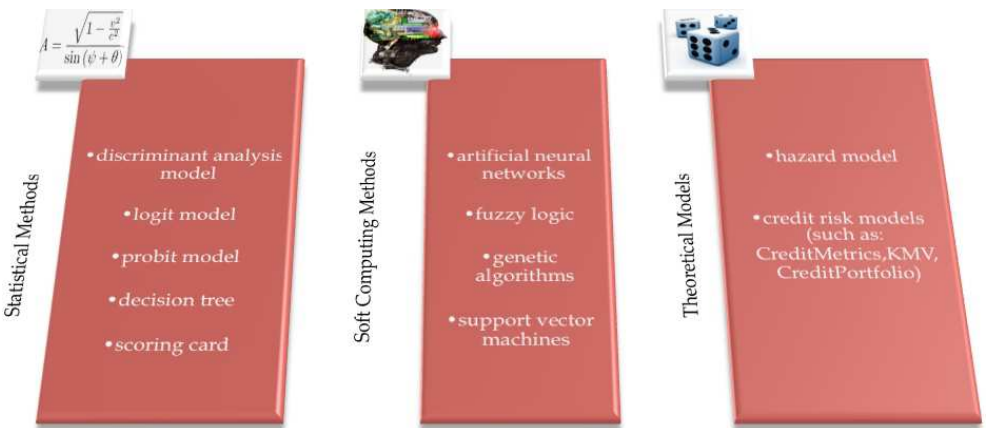 A = √1 − v²/c² / sin (ψ + θ)
Statistical Methods
•discriminant analysis
model
•logit model
•probit model
•decision tree
•scoring card
Soft Computing Methods
•artificial neural
networks
•fuzzy logic
•genetic
algorithms
•support vector
machines
Theoretical Models
•hazard model
•credit risk models
(such as:
CreditMetrics,KMV,
CreditPortfolio)